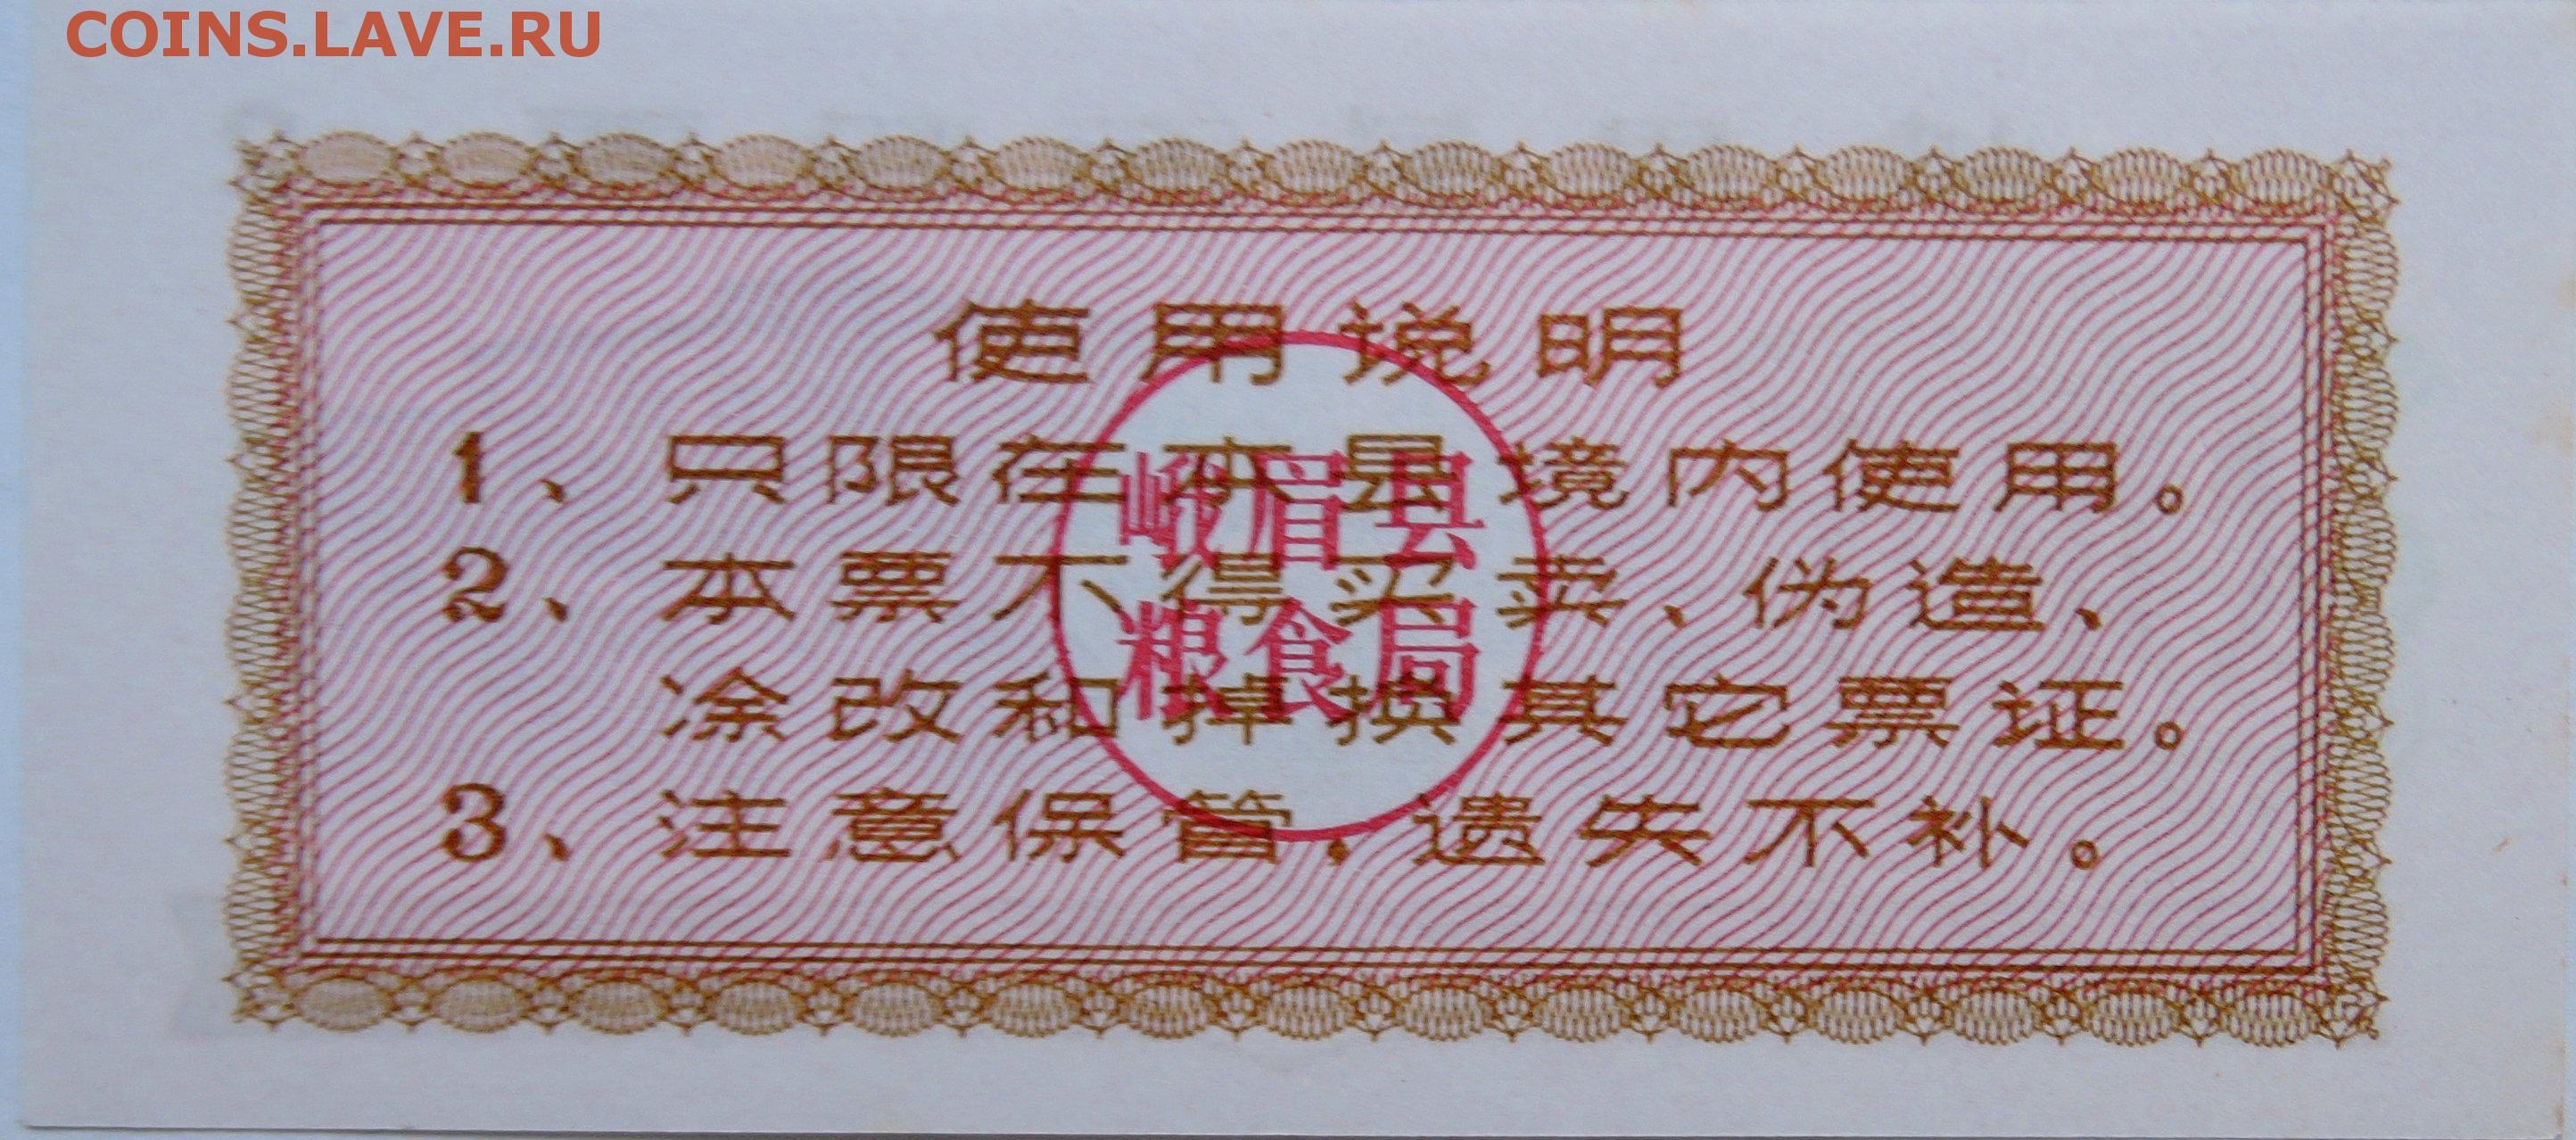 COINS.LAVE.RU
使用说明
1、只限在本县境内使用。
2、本票不得买卖、伪造、
涂改和掉换其它票证。
3、注意保管，遗失不补。
峨眉县
粮食局